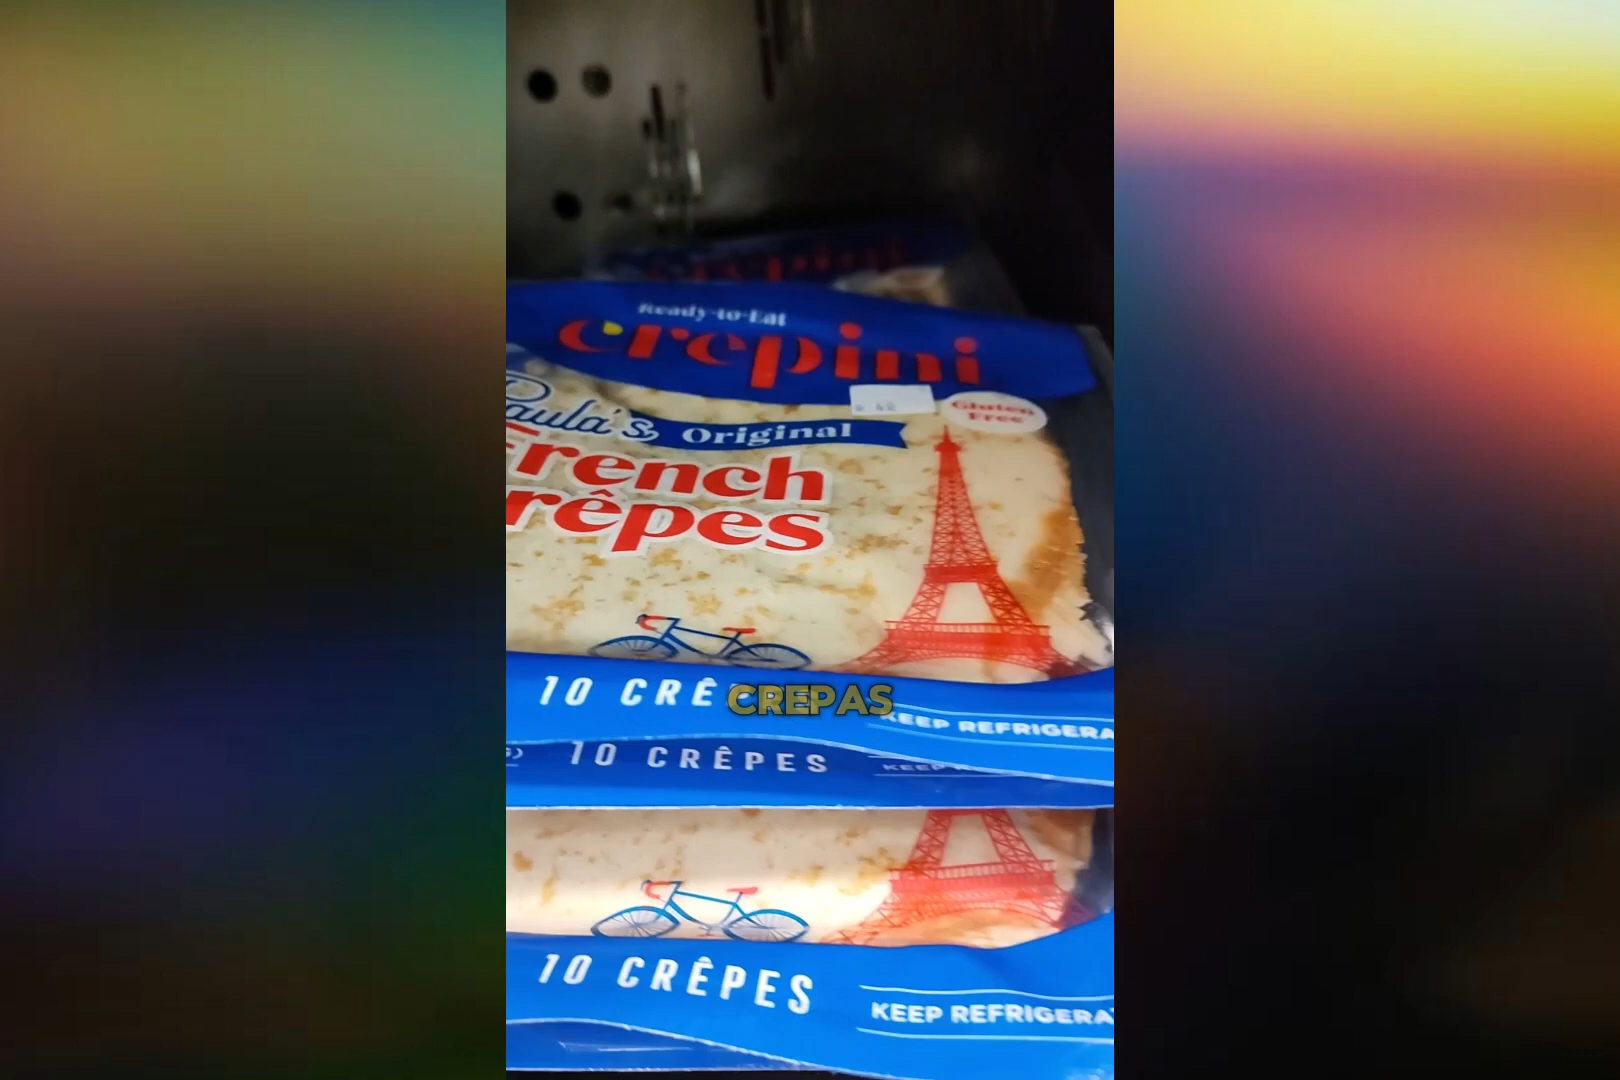 crepini
Ready-to-Eat
crepini
Gluten
Free
Paula's Original
French
Crêpes
10 CRÊPES
CREPAS
KEEP REFRIGERA
10 CRÊPES
10 CRÊPES
KEEP REFRIGERA